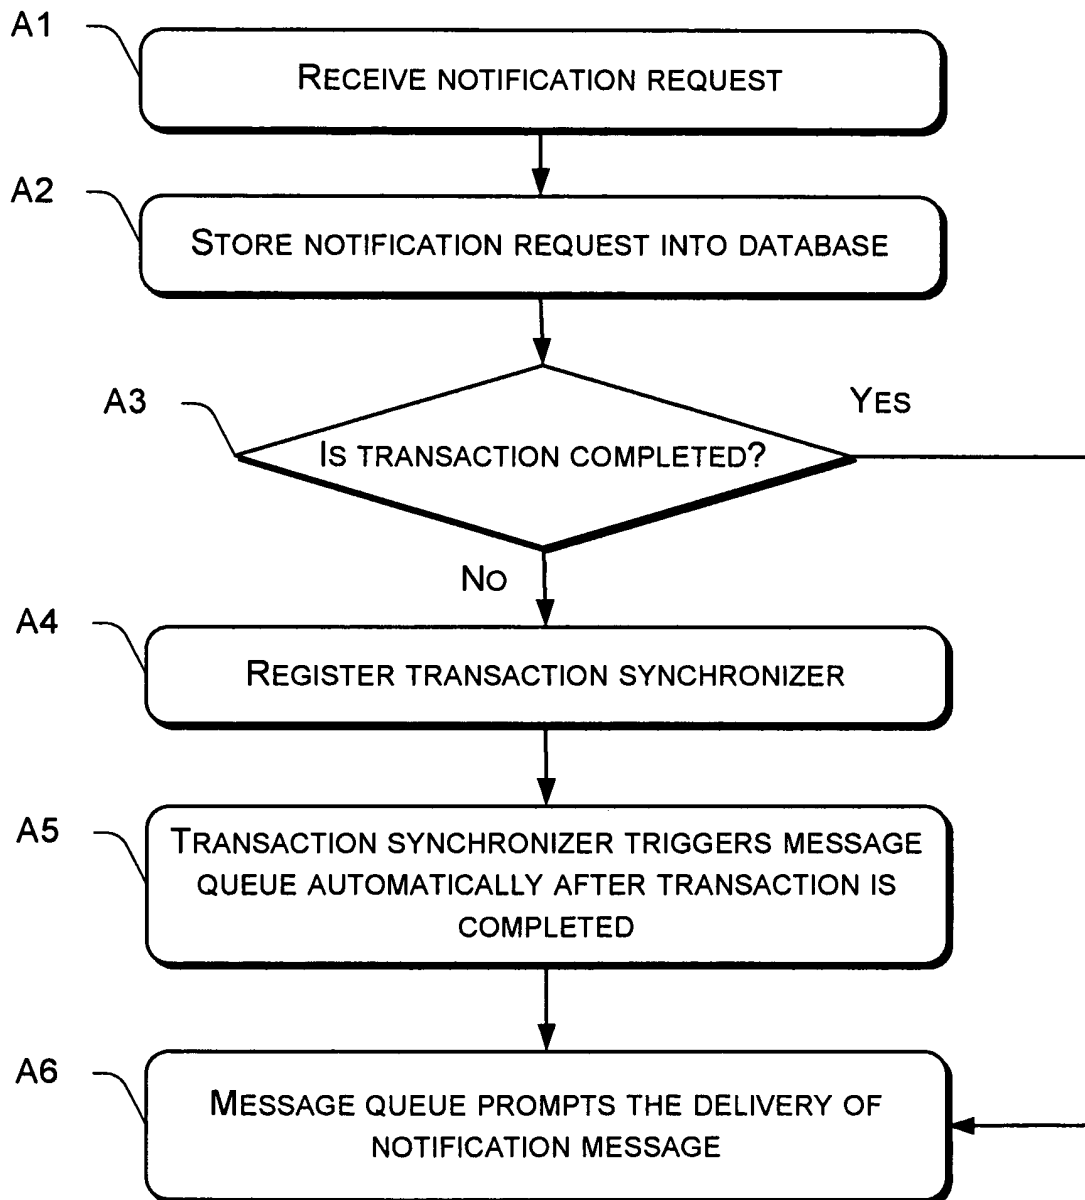 A1
RECEIVE NOTIFICATION REQUEST
A2
STORE NOTIFICATION REQUEST INTO DATABASE
A3
YES
IS TRANSACTION COMPLETED?
NO
A4
REGISTER TRANSACTION SYNCHRONIZER
A5
TRANSACTION SYNCHRONIZER TRIGGERS MESSAGE
QUEUE AUTOMATICALLY AFTER TRANSACTION IS
COMPLETED
A6
MESSAGE QUEUE PROMPTS THE DELIVERY OF
NOTIFICATION MESSAGE